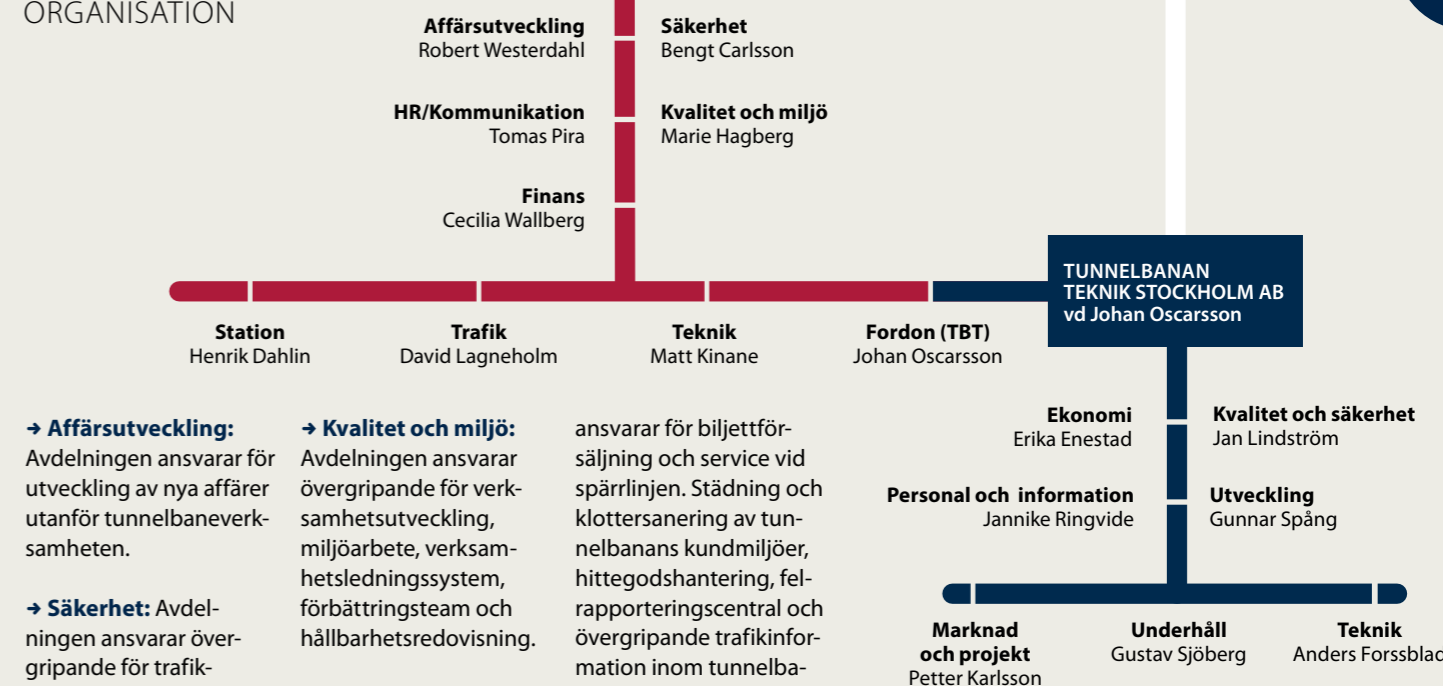 ORGANISATION
Affärsutveckling
Robert Westerdahl
Säkerhet
Bengt Carlsson
HR/Kommunikation
Tomas Pira
Kvalitet och miljö
Marie Hagberg
Finans
Cecilia Wallberg
TUNNELBANAN
TEKNIK STOCKHOLM AB
vd Johan Oscarsson
Station
Henrik Dahlin
Trafik
David Lagneholm
Teknik
Matt Kinane
Fordon (TBT)
Johan Oscarsson
Ekonomi
Erika Enestad
Kvalitet och säkerhet
Jan Lindström
Personal och information
Jannike Ringvide
Utveckling
Gunnar Spång
Marknad
och projekt
Petter Karlsson
Underhåll
Gustav Sjöberg
Teknik
Anders Forssblad
→ Affärsutveckling:
Avdelningen ansvarar för
utveckling av nya affärer
utanför tunnelbaneverk-
samheten.
→ Säkerhet: Avdel-
ningen ansvarar över-
gripande för trafik-
→ Kvalitet och miljö:
Avdelningen ansvarar
övergripande för verk-
samhetsutveckling,
miljöarbete, verksam-
hetsledningssystem,
förbättringsteam och
hållbarhetsredovisning.
ansvarar för biljettför-
säljning och service vid
spärrlinjen. Städning och
klottersanering av tun-
nelbanans kundmiljöer,
hittegodshantering, fel-
rapporteringscentral och
övergripande trafikinfor-
mation inom tunnelba-